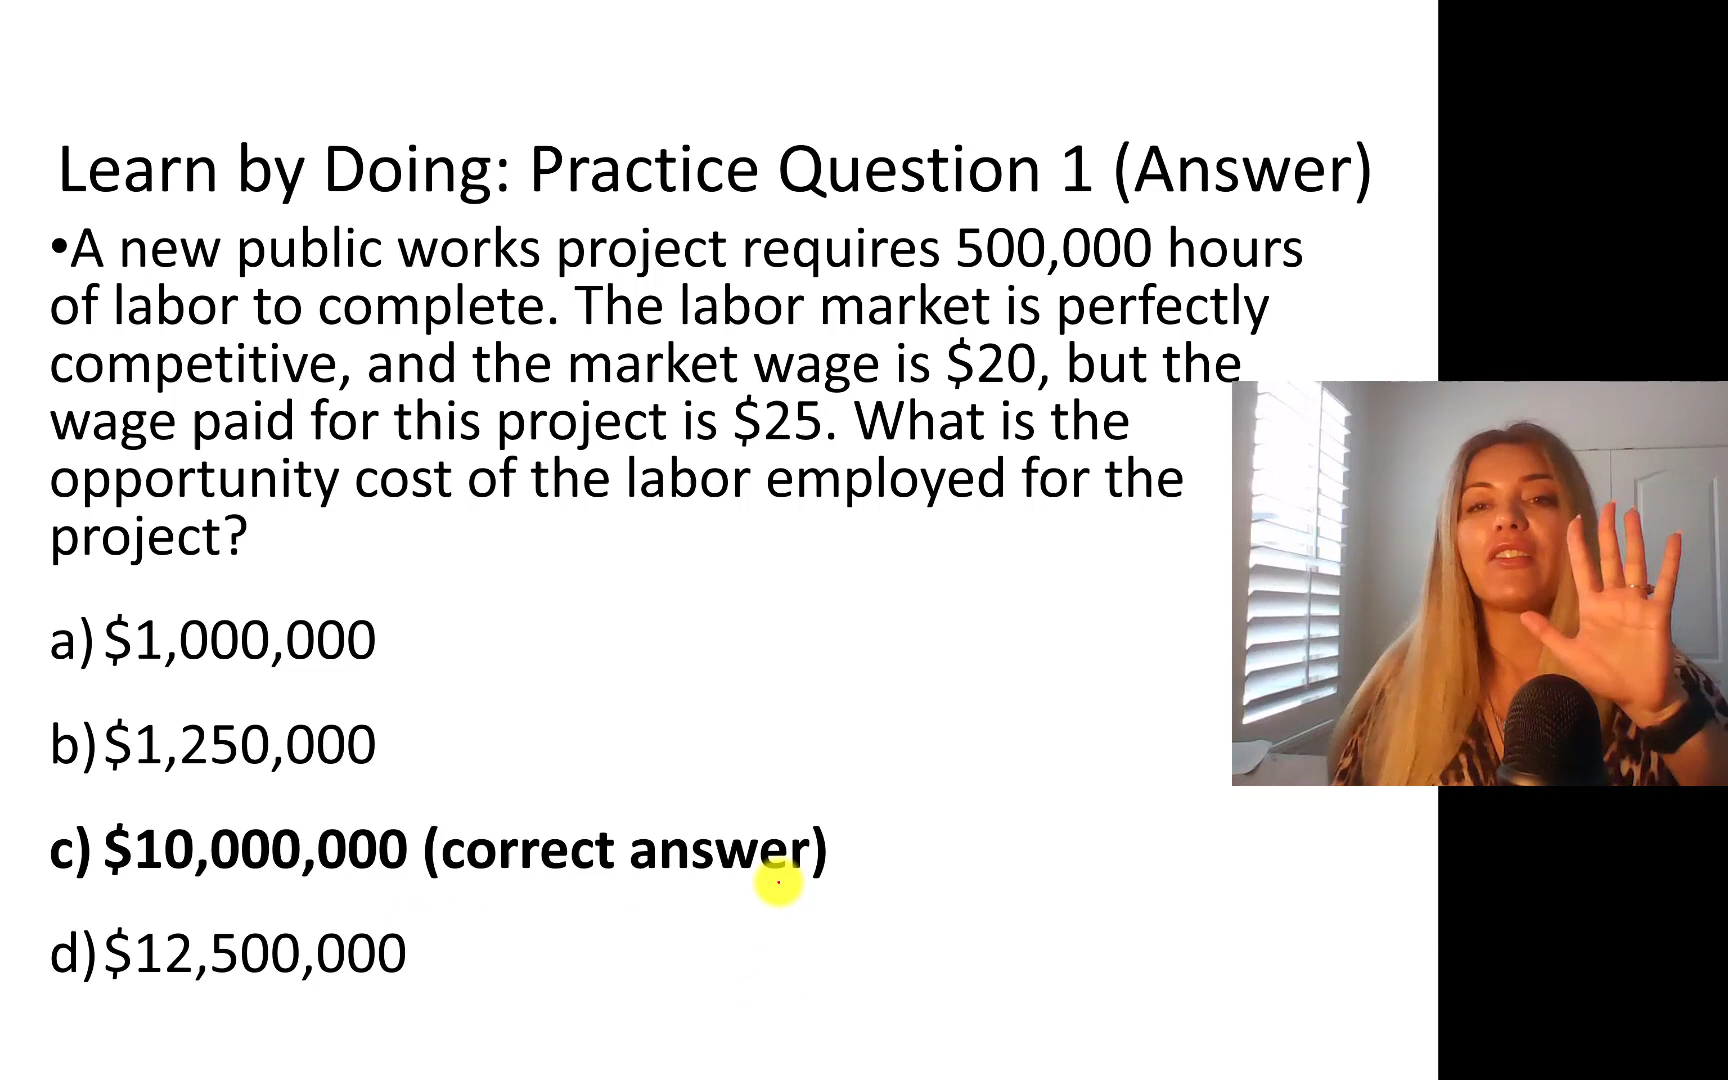 Learn by Doing: Practice Question 1 (Answer)
•A new public works project requires 500,000 hours
of labor to complete. The labor market is perfectly
competitive, and the market wage is $20, but the
wage paid for this project is $25. What is the
opportunity cost of the labor employed for the
project?
a) $1,000,000
b) $1,250,000
c) $10,000,000 (correct answer)
d) $12,500,000